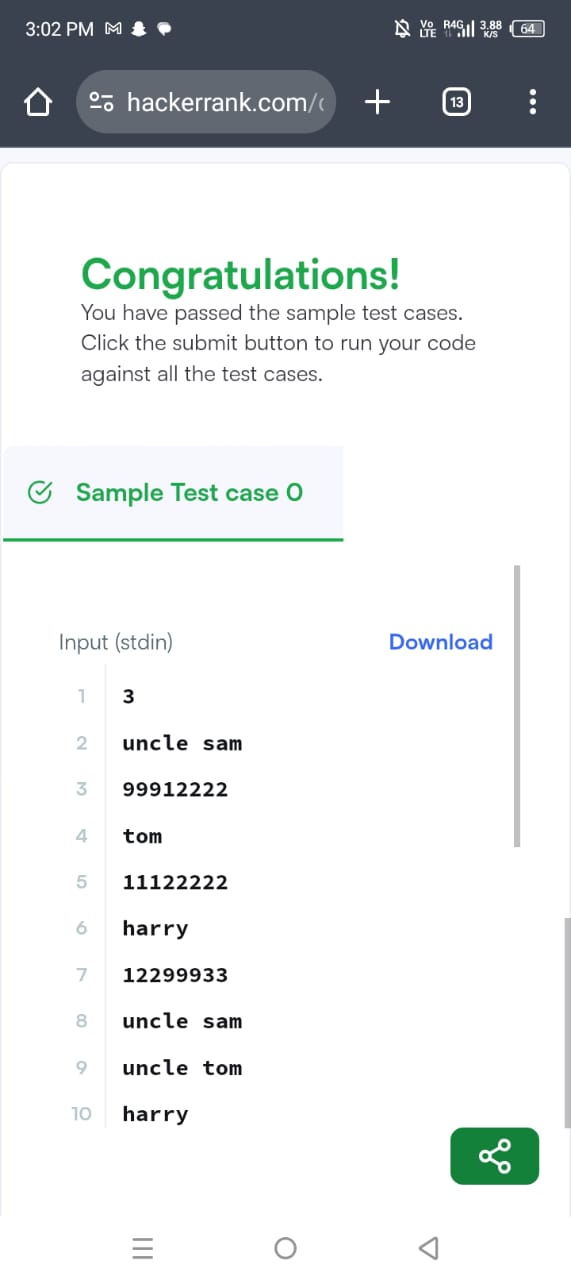 3:02 PM
Vo LTE R4G 3.88 K/S 64
hackerrank.com/
13
Congratulations!
You have passed the sample test cases.
Click the submit button to run your code
against all the test cases.
Sample Test case 0
Input (stdin) Download
1 3
2 uncle sam
3 99912222
4 tom
5 11122222
6 harry
7 12299933
8 uncle sam
9 uncle tom
10 harry